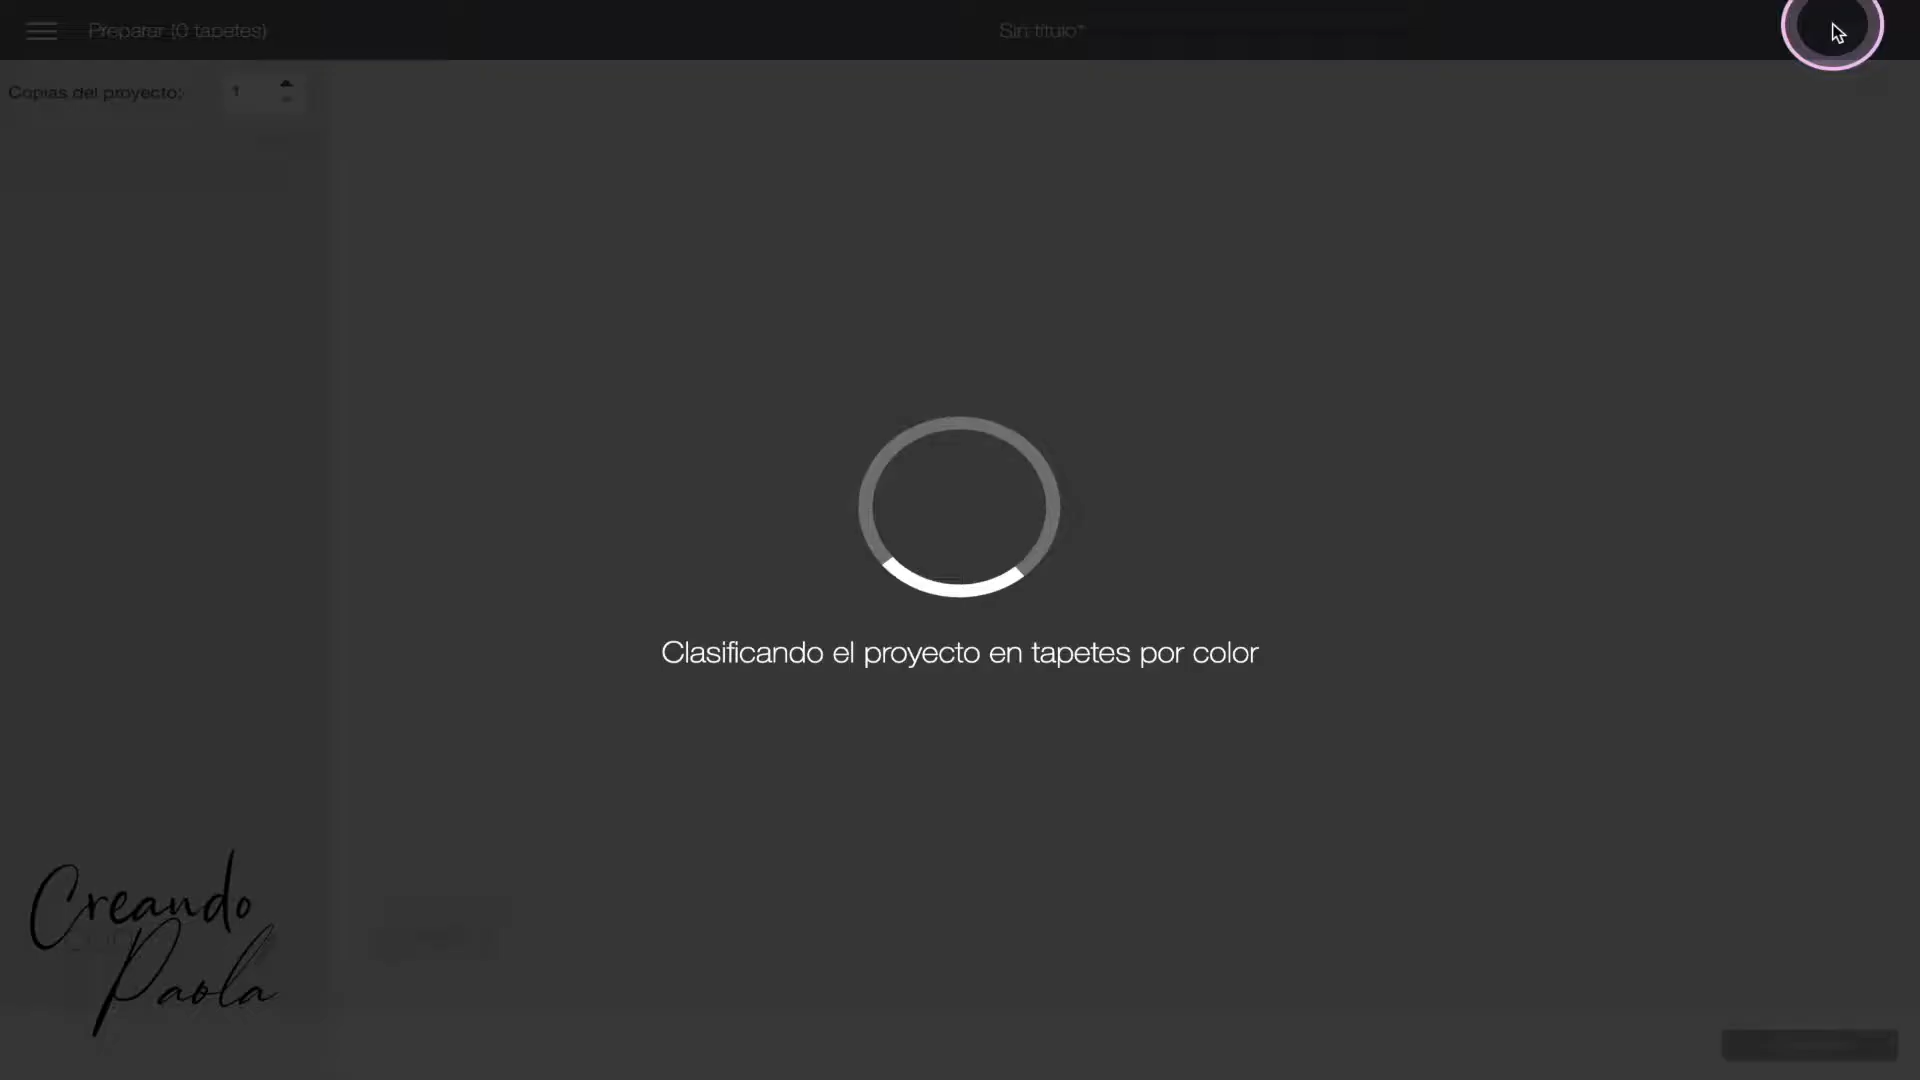 Preparar (0 tapetes)
Sin título*
Copias del proyecto:
1
Clasificando el proyecto en tapetes por color
Creando
Paola